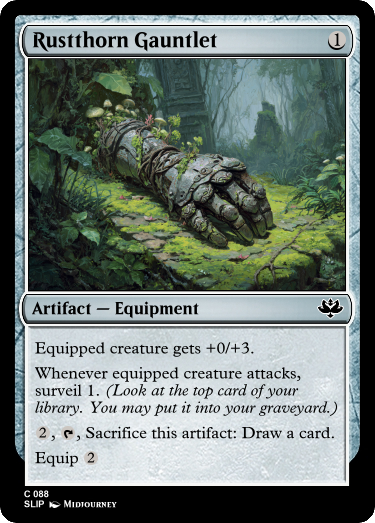 Rustthorn Gauntlet 1
Artifact — Equipment
Equipped creature gets +0/+3.
Whenever equipped creature attacks,
surveil 1. (Look at the top card of your
library. You may put it into your graveyard.)
2, , Sacrifice this artifact: Draw a card.
Equip 2
C 088
SLIP Midjourney